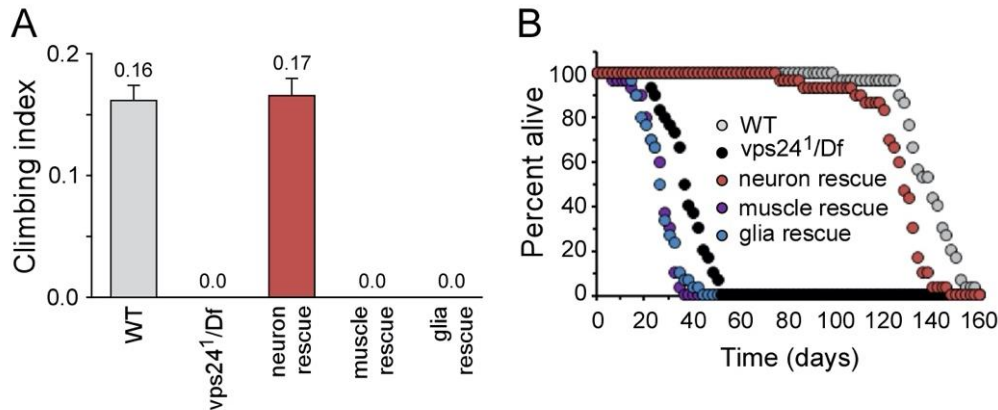 A
Climbing index
0.2
0.1
0.0
0.16
0.0
0.17
0.0
0.0
WT
vps24¹/Df
neuron
rescue
muscle
rescue
glia
rescue
B
Percent alive
100
80
60
40
20
0
WT
vps24¹/Df
neuron rescue
muscle rescue
glia rescue
0 20 40 60 80 100 120 140 160
Time (days)